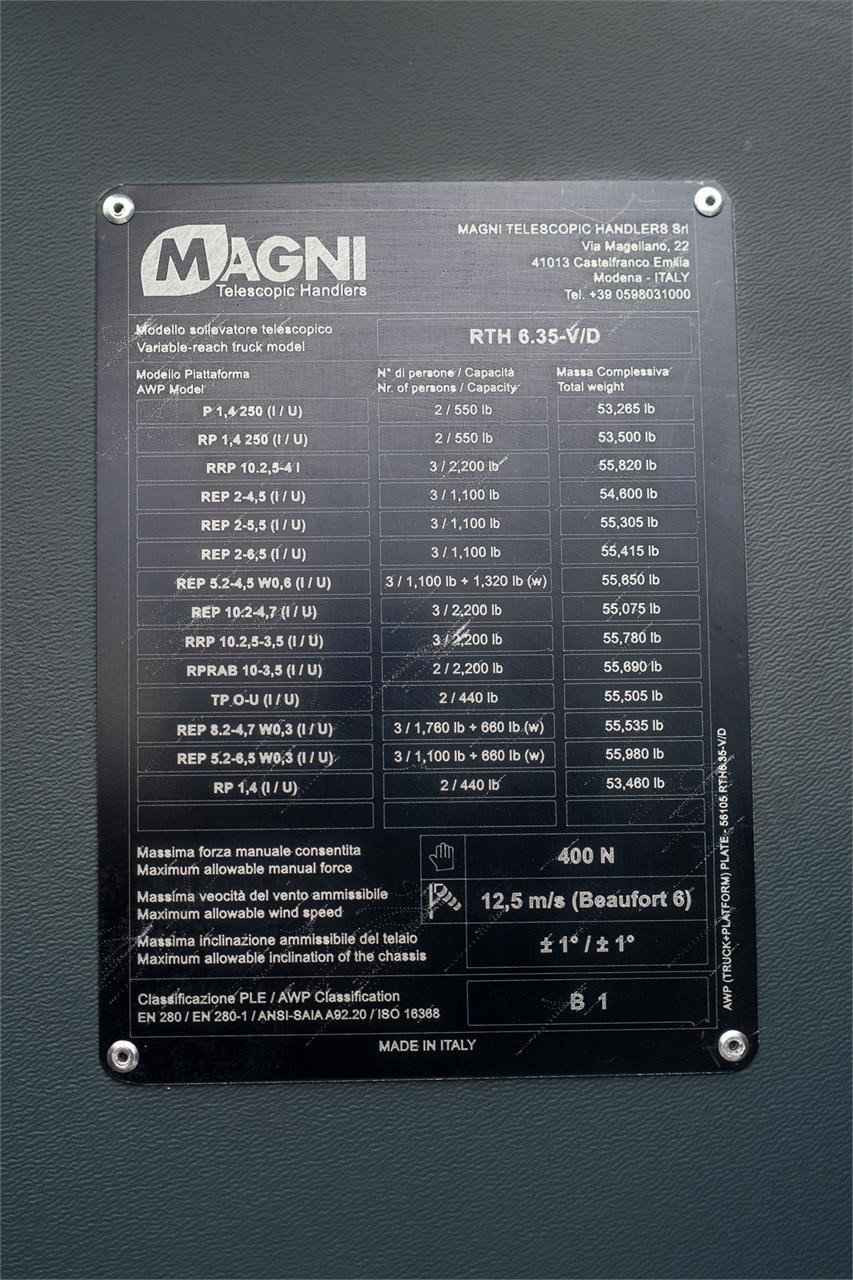 MAGNI
Telescopic Handlers
MAGNI TELESCOPIC HANDLERS Srl
Via Magellano, 22
41013 Castelfranco Emilia
Modena - ITALY
Tel. +39 0598031000
Modello sollevatore telescopico
Variable-reach truck model
RTH 6.35-V/D
Modello Piattaforma
AWP Model
N° di persone / Capacità
Nr. of persons / Capacity
Massa Complessiva
Total weight
P 1,4 250 (I / U) 2 / 550 lb 53,265 lb
RP 1,4 250 (I / U) 2 / 550 lb 53,500 lb
RRP 10.2,5-4 I 3 / 2,200 lb 55,820 lb
REP 2-4,5 (I / U) 3 / 1,100 lb 54,600 lb
REP 2-5,5 (I / U) 3 / 1,100 lb 55,305 lb
REP 2-6,5 (I / U) 3 / 1,100 lb 55,415 lb
REP 5.2-4,5 W0,6 (I / U) 3 / 1,100 lb + 1,320 lb (w) 55,650 lb
REP 10.2-4,7 (I / U) 3 / 2,200 lb 55,075 lb
RRP 10.2,5-3,5 (I / U) 3 / 2,200 lb 55,780 lb
RPRAB 10-3,5 (I / U) 2 / 2,200 lb 55,690 lb
TP O-U (I / U) 2 / 440 lb 55,505 lb
REP 8.2-4,7 W0,3 (I / U) 3 / 1,760 lb + 660 lb (w) 55,535 lb
REP 5.2-6,5 W0,3 (I / U) 3 / 1,100 lb + 660 lb (w) 55,980 lb
RP 1,4 (I / U) 2 / 440 lb 53,460 lb
Massima forza manuale consentita
Maximum allowable manual force
400 N
Massima veocità del vento ammissibile
Maximum allowable wind speed
12,5 m/s (Beaufort 6)
Massima inclinazione ammissibile del telaio
Maximum allowable inclination of the chassis
± 1° / ± 1°
Classificazione PLE / AWP Classification
EN 280 / EN 280-1 / ANSI-SAIA A92.20 / ISO 16368
B 1
MADE IN ITALY
AWP (TRUCK+PLATFORM) PLATE - 56105 RTH6.35-V/D